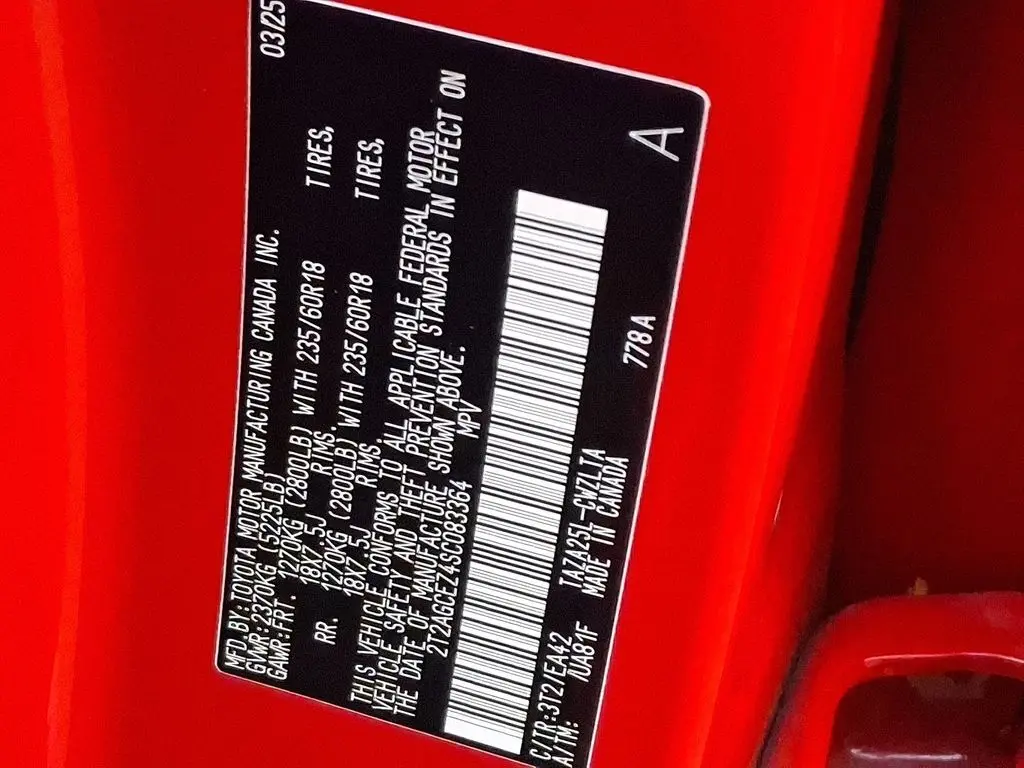 MFD.BY:TOYOTA MOTOR MANUFACTURING CANADA INC. 03/25
GVWR:2370KG (5225LB)
GAWR:FRT. 1270KG (2800LB) WITH 235/60R18 TIRES,
18X7.5J RIMS.
RR. 1270KG (2800LB) WITH 235/60R18 TIRES,
18X7.5J RIMS.
THIS VEHICLE CONFORMS TO ALL APPLICABLE FEDERAL MOTOR
VEHICLE SAFETY AND THEFT PREVENTION STANDARDS IN EFFECT ON
THE DATE OF MANUFACTURE SHOWN ABOVE.
2T2AGCEZ4SC083364 MPV
C/TR:3T2/EA42 TAZA25L-CWZLTA 778A A
A/TM: /UA81F MADE IN CANADA